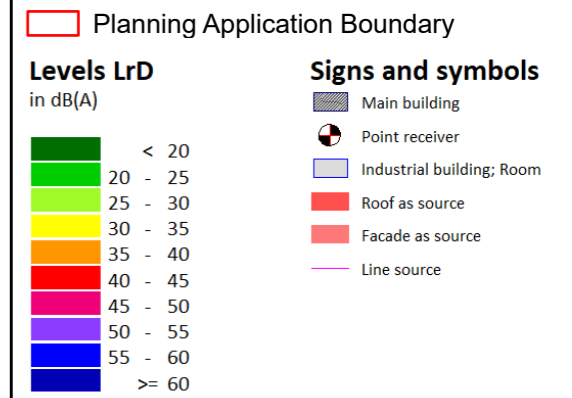 Planning Application Boundary
Levels LrD
in dB(A)
< 20
20 - 25
25 - 30
30 - 35
35 - 40
40 - 45
45 - 50
50 - 55
55 - 60
>= 60
Signs and symbols
Main building
Point receiver
Industrial building; Room
Roof as source
Facade as source
Line source